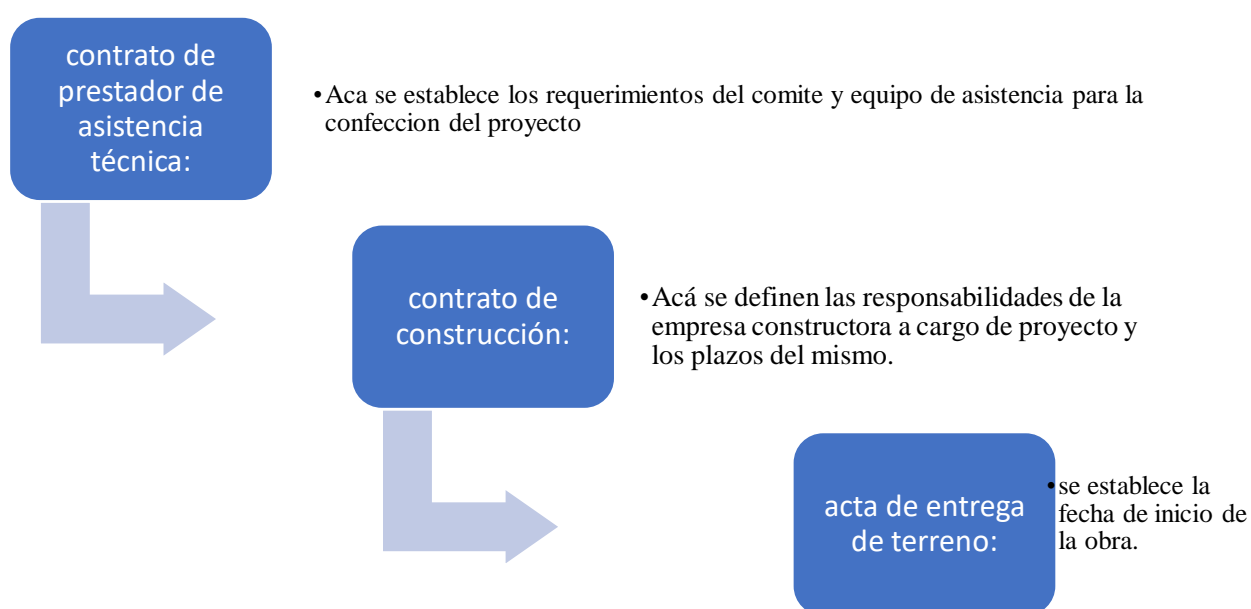 contrato de
prestador de
asistencia
técnica:
•Aca se establece los requerimientos del comite y equipo de asistencia para la
confeccion del proyecto
contrato de
construcción:
•Acá se definen las responsabilidades de la
empresa constructora a cargo de proyecto y
los plazos del mismo.
acta de entrega
de terreno:
•se establece la
fecha de inicio de
la obra.